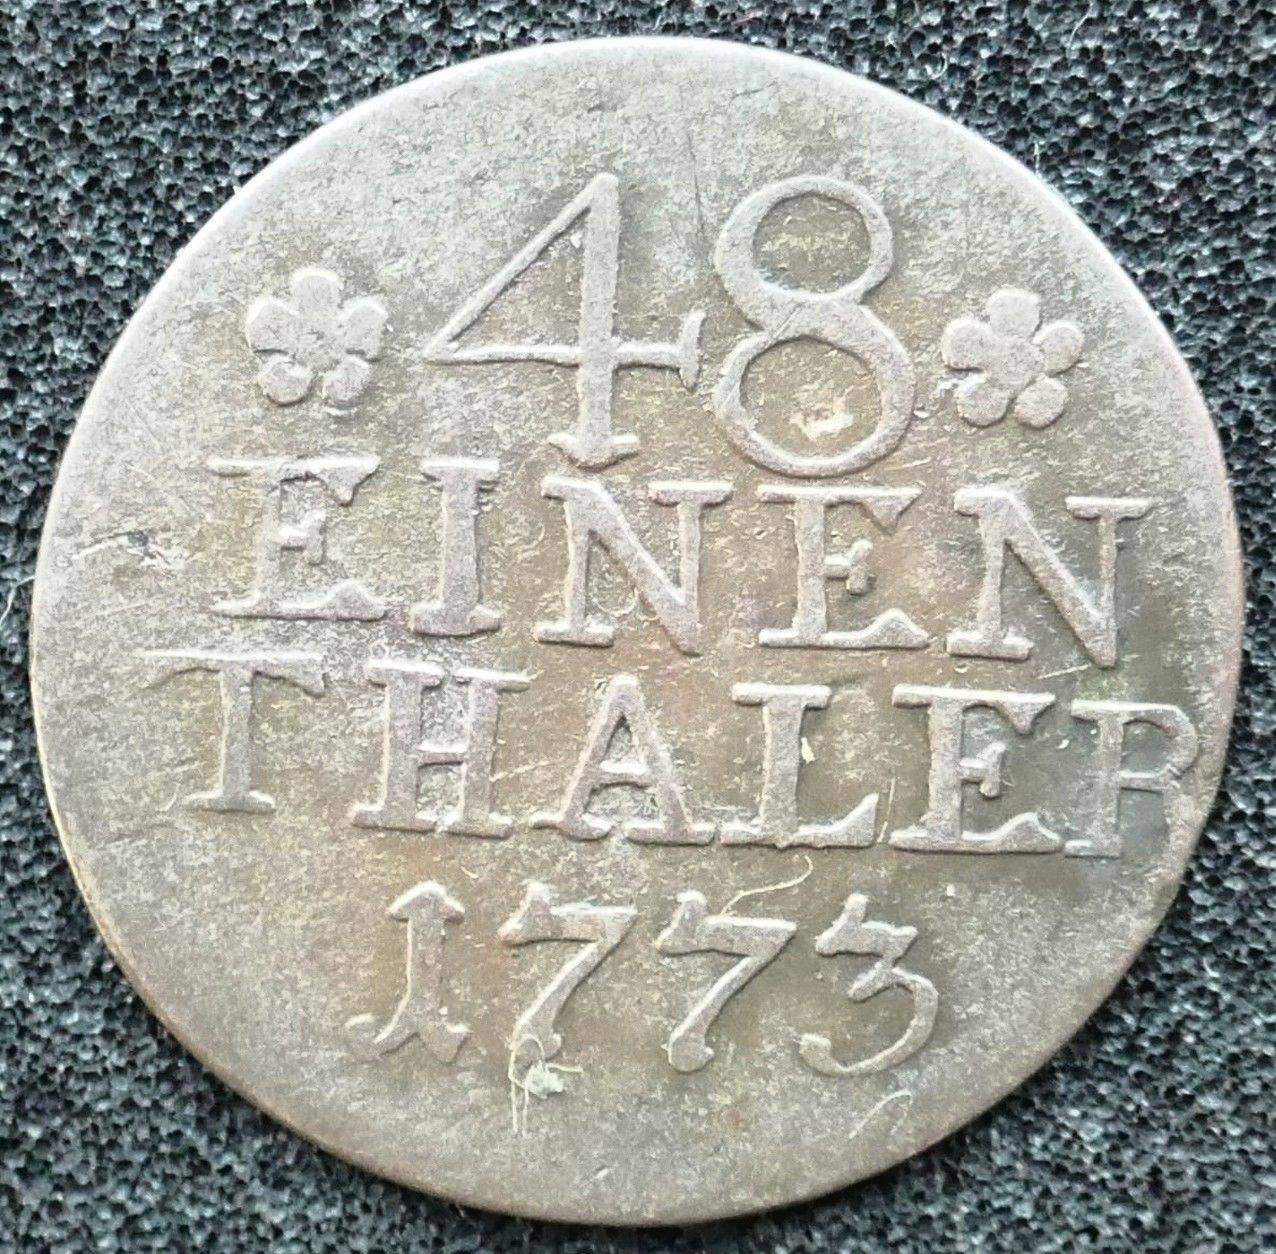 48
EINEN
THALER
1773